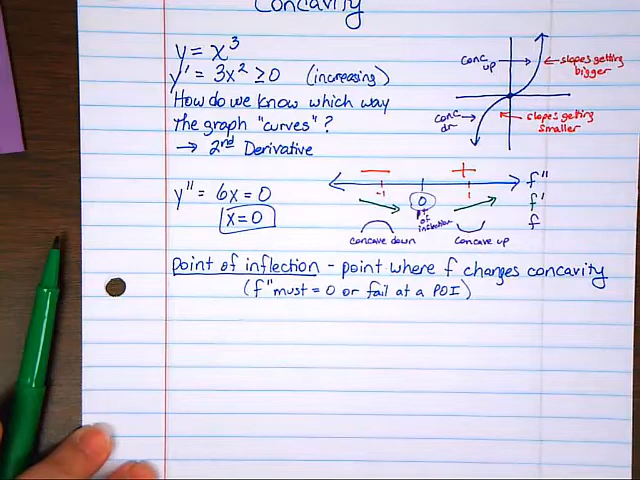 Concavity
y = x³
y' = 3x² ≥ 0 (increasing)
How do we know which way
the graph "curves"?
→ 2nd Derivative
conc up
slopes getting
bigger
conc dn
slopes getting
smaller
y'' = 6x = 0
x = 0
− + f''
-1 0 1 f'
pt of inflection f
concave down concave up
Point of inflection - point where f changes concavity
(f'' must = 0 or fail at a POI)